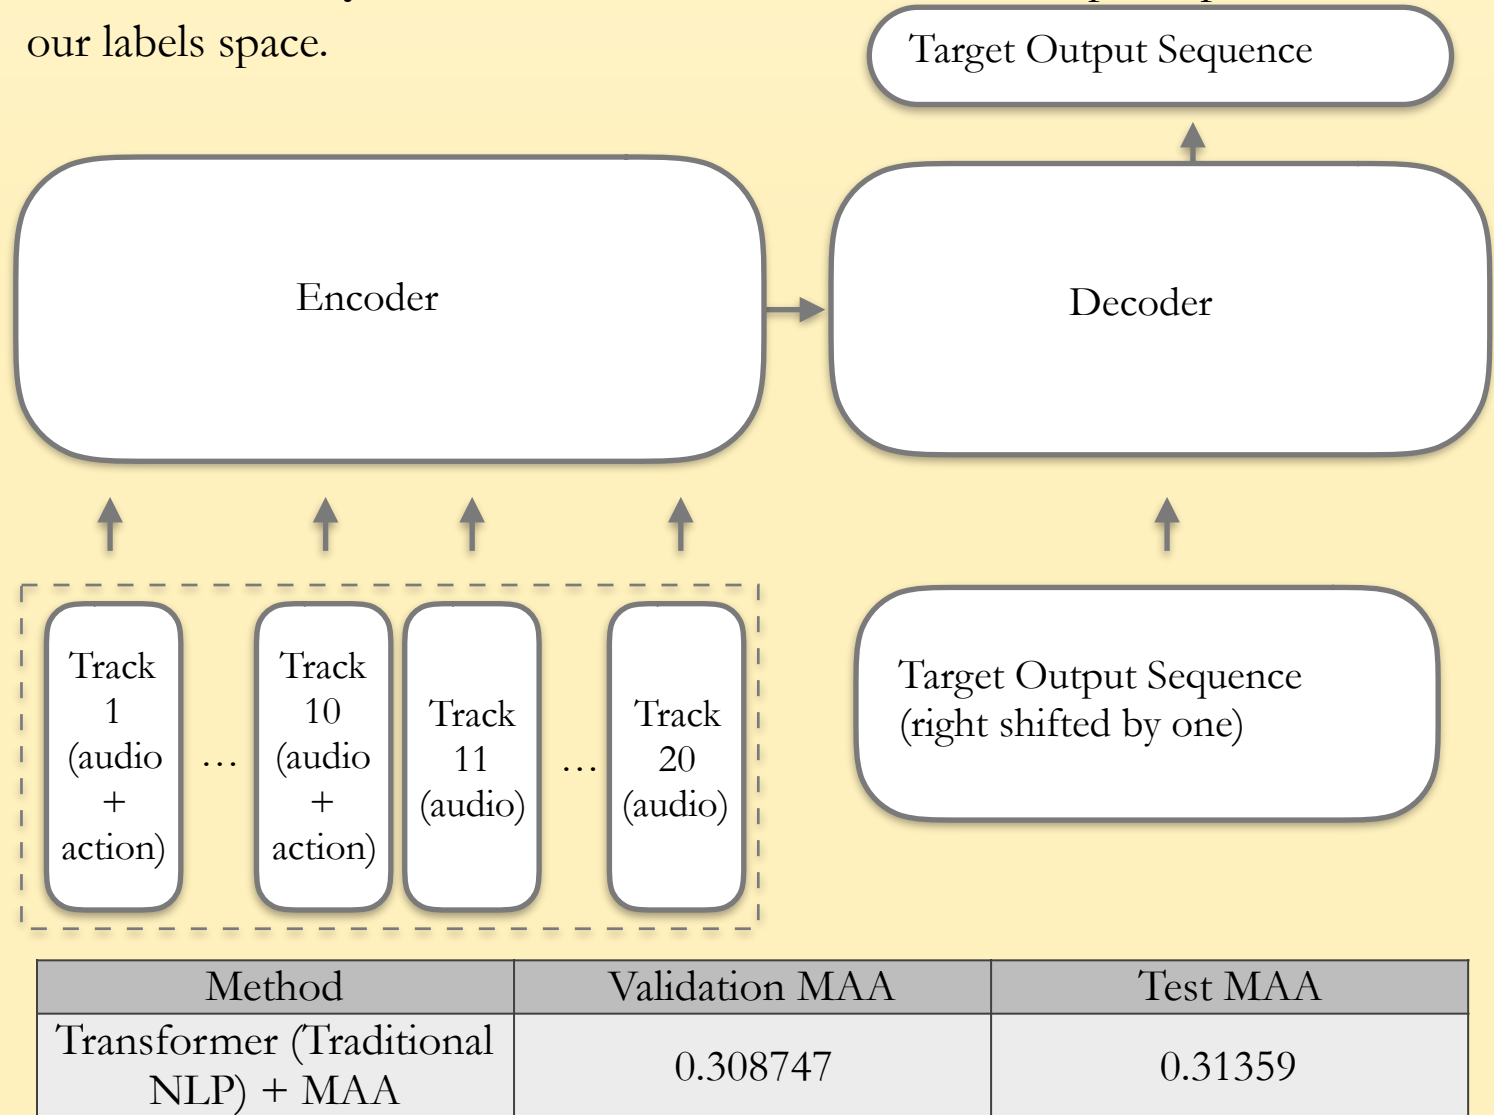 our labels space.
Target Output Sequence
Encoder
Decoder
Track
1
(audio
+
action)
...
Track
10
(audio
+
action)
Track
11
(audio)
...
Track
20
(audio)
Target Output Sequence
(right shifted by one)
Method Validation MAA Test MAA
Transformer (Traditional
NLP) + MAA 0.308747 0.31359